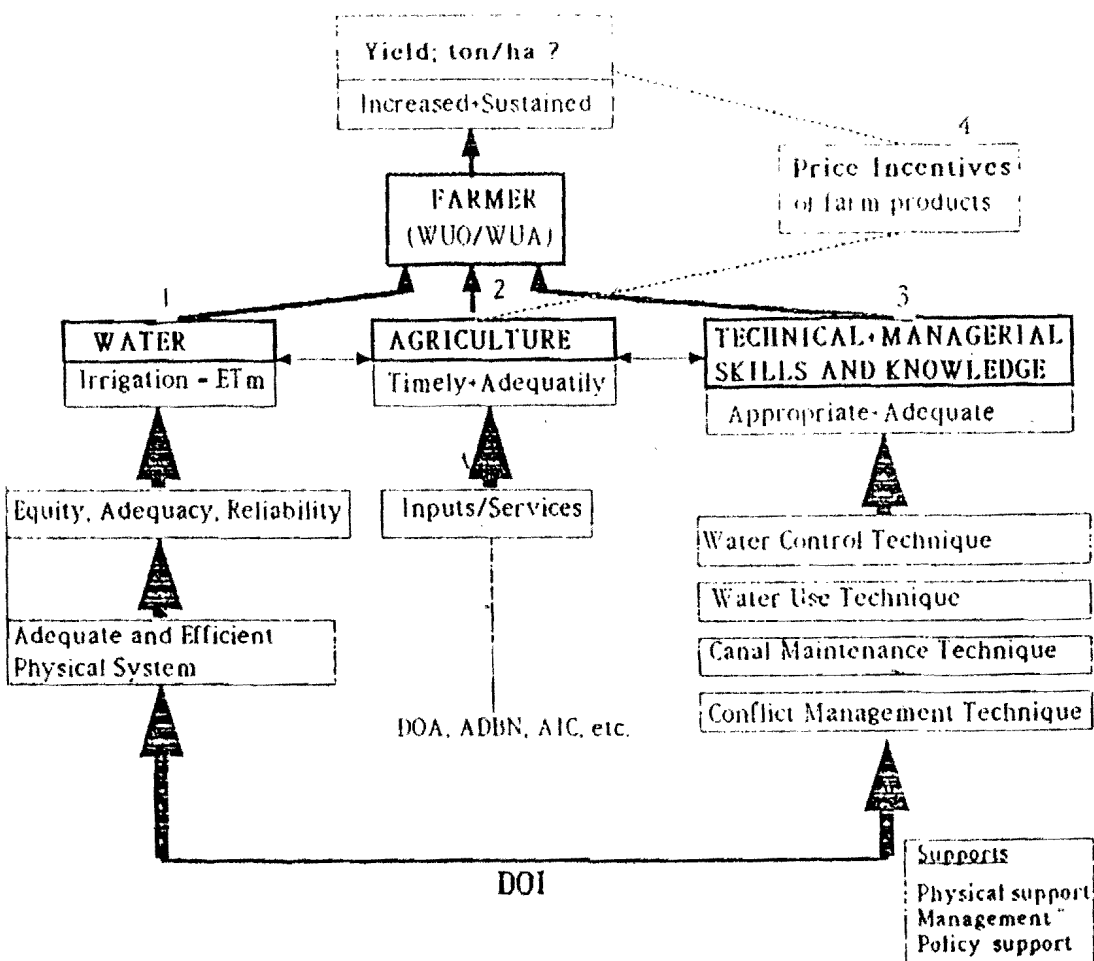 Yield; ton/ha ?
Increased+Sustained
4
Price Incentives
of farm products
FARMER
(WUO/WUA)
1
2
3
WATER
Irrigation - ETm
AGRICULTURE
Timely+Adequatily
TECHNICAL+MANAGERIAL
SKILLS AND KNOWLEDGE
Appropriate-Adequate
Equity, Adequacy, Reliability
Inputs/Services
Water Control Technique
Water Use Technique
Canal Maintenance Technique
Conflict Management Technique
Adequate and Efficient
Physical System
DOA, ADBN, AIC, etc.
DOI
Supports
Physical support
Management "
Policy support